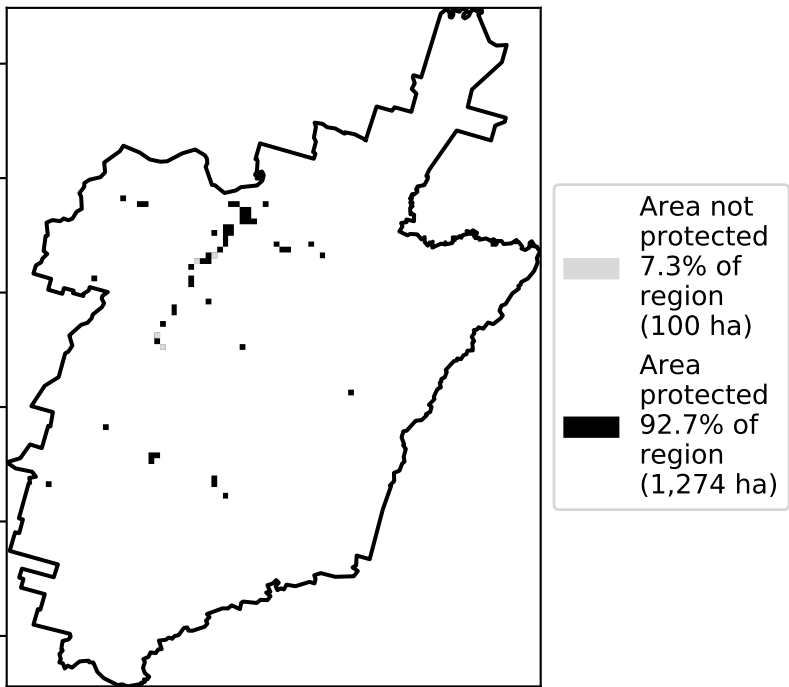 Area not
protected
7.3% of
region
(100 ha)
Area
protected
92.7% of
region
(1,274 ha)